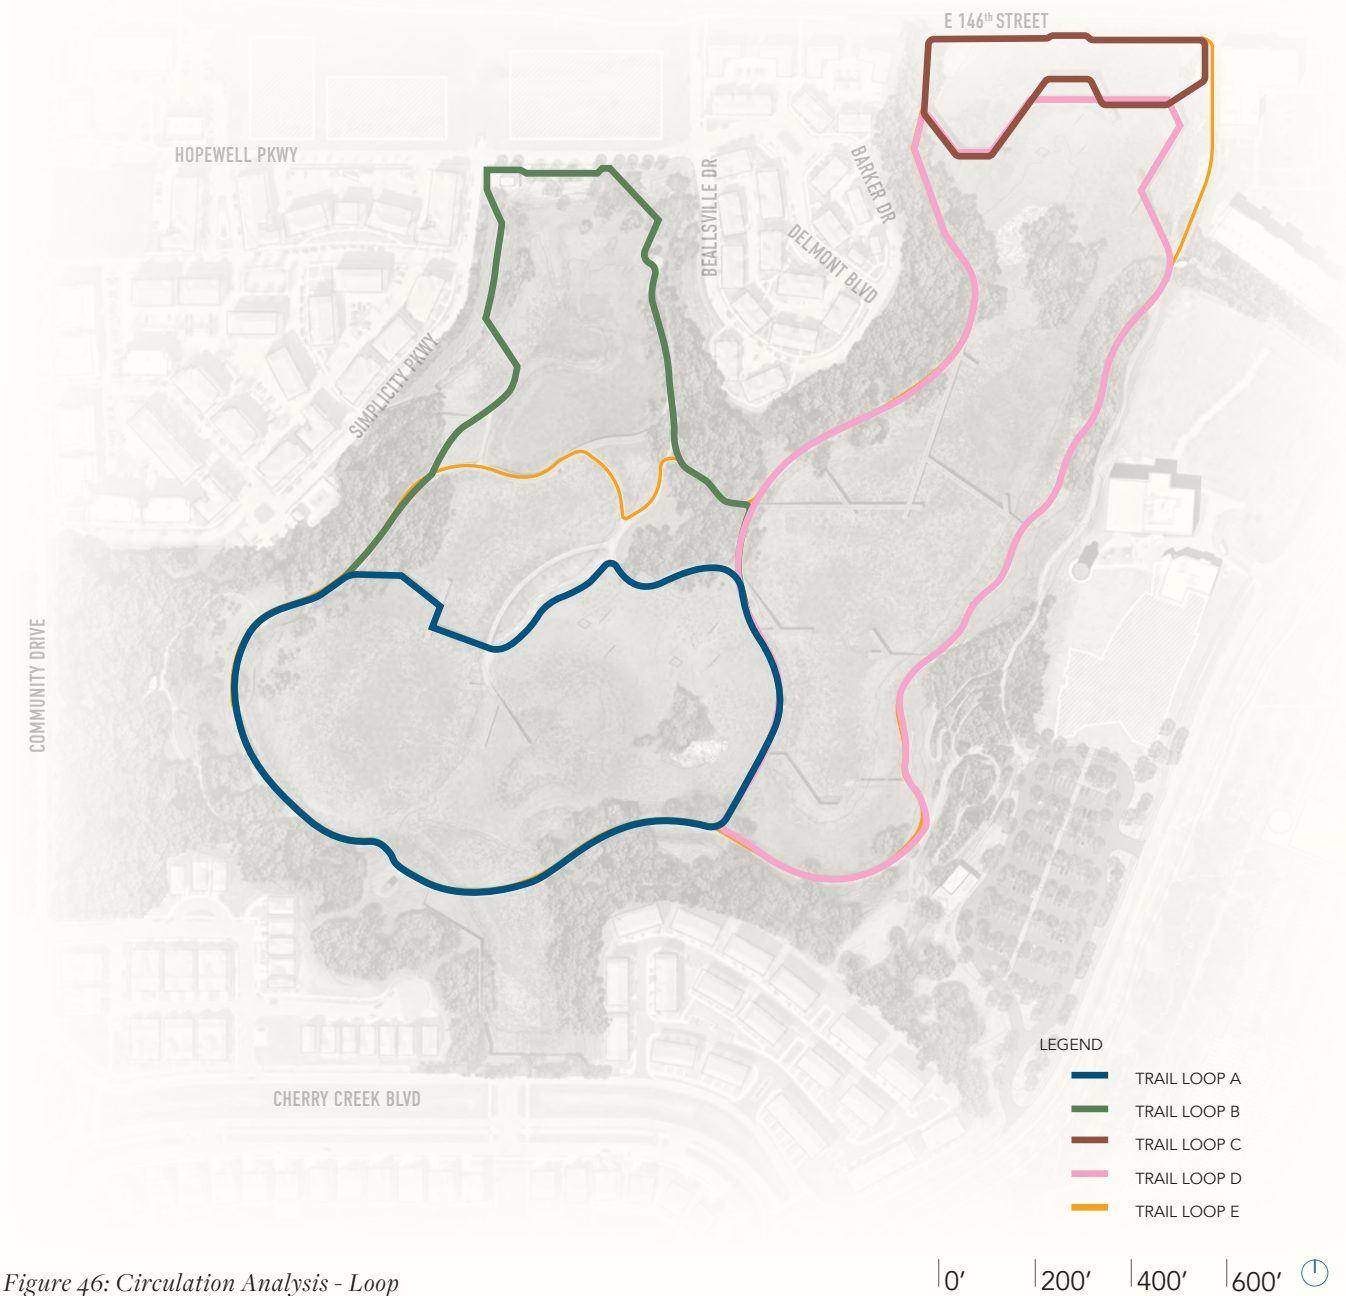 E 146th STREET
HOPEWELL PKWY
BEALLSVILLE DR
BARKER DR
DELMONT BLVD
SIMPLICITY PKWY
COMMUNITY DRIVE
CHERRY CREEK BLVD
LEGEND
TRAIL LOOP A
TRAIL LOOP B
TRAIL LOOP C
TRAIL LOOP D
TRAIL LOOP E
0' 200' 400' 600'
Figure 46: Circulation Analysis - Loop